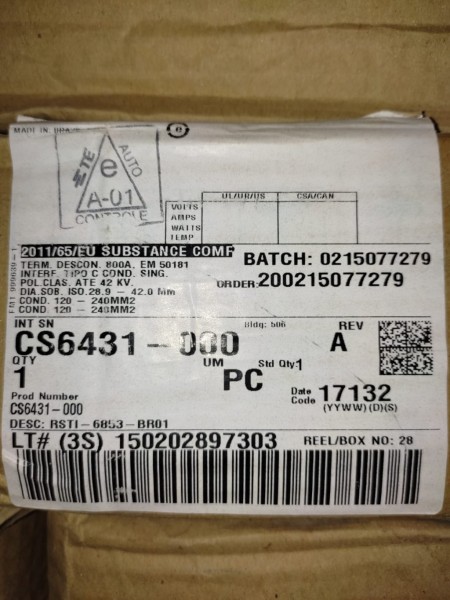 MADE IN BRA
TE
AUTO
e
A-01
CONTROLE
UL/UR/US CSA/CAN
VOLTS
AMPS
WATTS
TEMP
2011/65/EU SUBSTANCE COMP
TERM. DESCON. 800A, EM 50181
INTERF. TIPO C COND. SING.
POL.CLAS. ATE 42 KV.
DIA.SOB. ISO.28.9 - 42.0 mm
COND. 120 - 240MM2
COND. 120 - 240MM2
BATCH: 0215077279
ORDER: 200215077279
INT SN
Bldg: 506
REV
CS6431-000
A
QTY
UM
Std Qty:1
1
PC
Date Code 17132
(YYWW)(D)(S)
Prod Number
CS6431-000
DESC: RSTI-6853-BR01
LT# (3S) 150202897303
REEL/BOX NO: 28